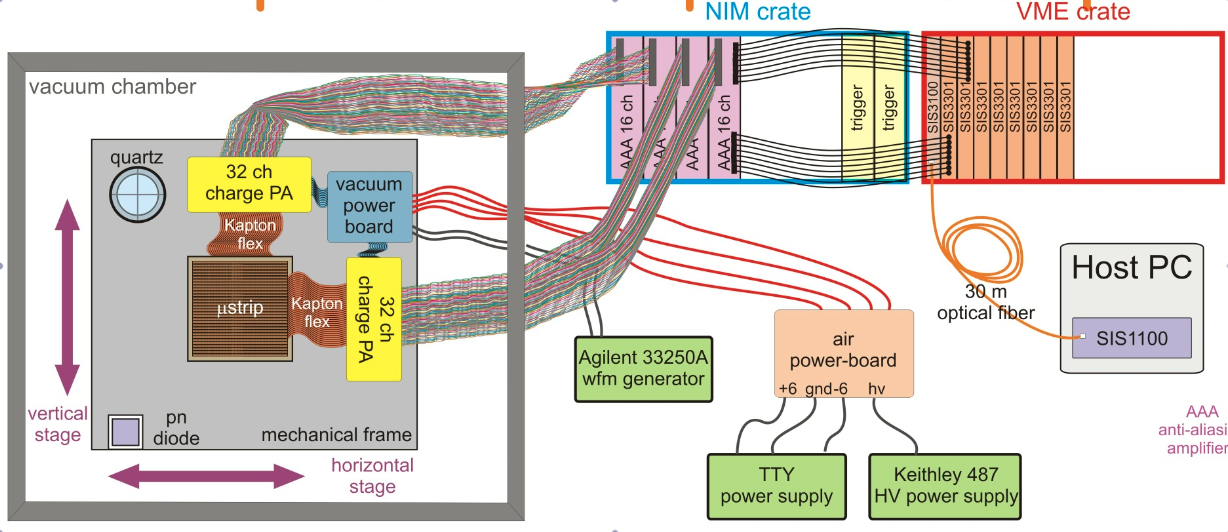 NIM crate
VME crate
vacuum chamber
quartz
32 ch
charge PA
vacuum
power
board
Kapton
flex
µstrip
Kapton
flex
32 ch
charge PA
vertical
stage
pn
diode
mechanical frame
horizontal
stage
AAA 16 ch
AAA
AAA
AAA 16 ch
trigger
trigger
SIS3100
SIS3301
SIS3301
SIS3301
SIS3301
SIS3301
SIS3301
SIS3301
SIS3301
30 m
optical fiber
Host PC
SIS1100
Agilent 33250A
wfm generator
air
power-board
+6 gnd -6 hv
TTY
power supply
Keithley 487
HV power supply
AAA
anti-aliasi
amplifier